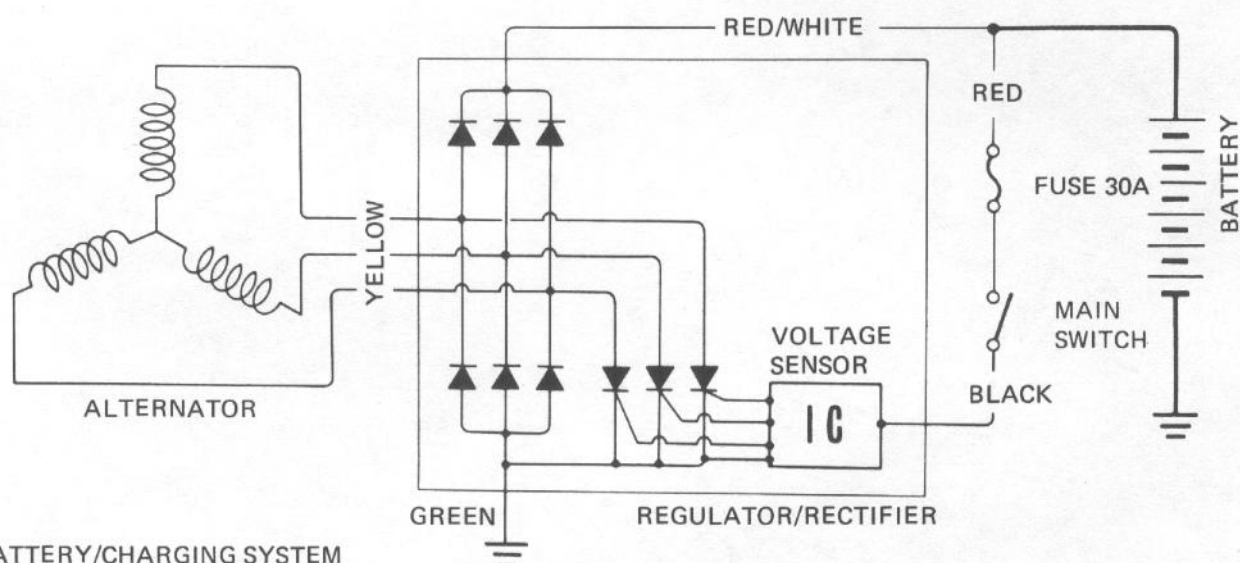 RED/WHITE
RED
FUSE 30A
BATTERY
YELLOW
VOLTAGE
SENSOR
IC
MAIN
SWITCH
BLACK
ALTERNATOR
GREEN
REGULATOR/RECTIFIER
ATTERY/CHARGING SYSTEM